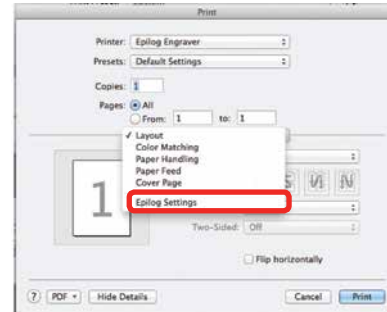 Print
Printer: Epilog Engraver
Presets: Default Settings
Copies: 1
Pages: All
From: 1 to: 1
✓ Layout
Color Matching
Paper Handling
Paper Feed
Cover Page
Epilog Settings
1
Two-Sided: Off
Flip horizontally
? PDF Hide Details Cancel Print